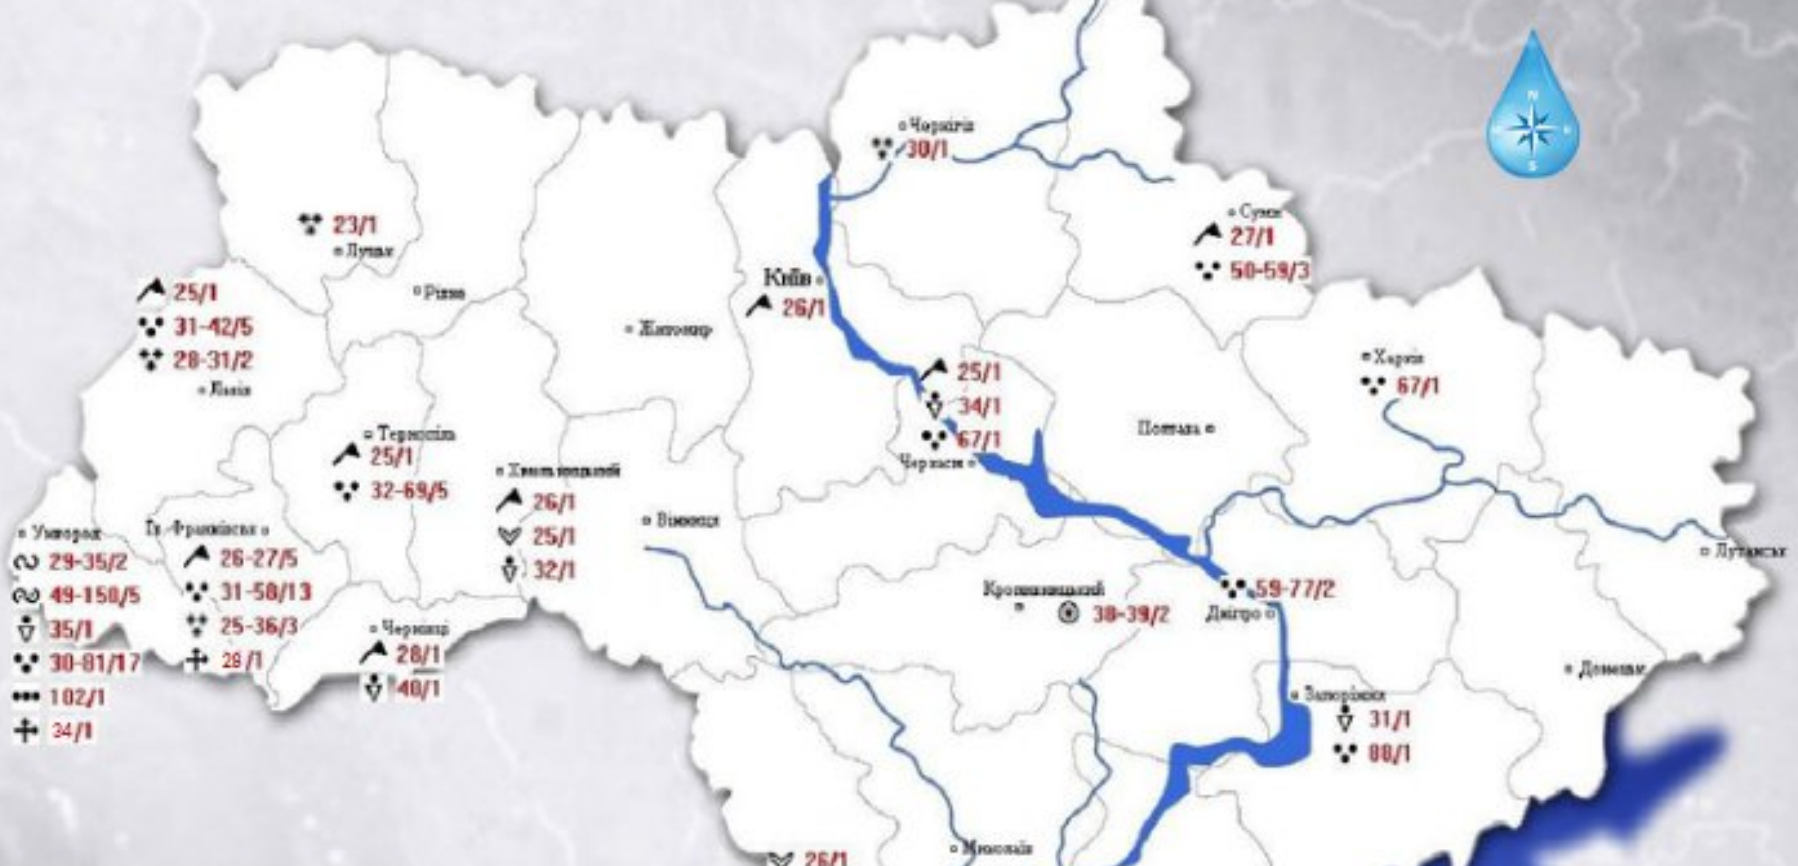 N
S
Чернігів
30/1
Суми
27/1
50-59/3
23/1
Луцьк
Рівне
Київ
26/1
25/1
31-42/5
28-31/2
Львів
Житомир
25/1
34/1
67/1
Черкаси
Харків
67/1
Полтава
Тернопіль
25/1
32-69/5
Хмельницький
26/1
25/1
32/1
Вінниця
Ужгород
29-35/2
49-150/5
35/1
30-81/17
102/1
34/1
Ів.Франківськ
26-27/5
31-58/13
25-36/3
28/1
Чернівці
28/1
40/1
Кропивницький
38-39/2
59-77/2
Дніпро
Луганськ
Донецьк
Запоріжжя
31/1
88/1
Миколаїв
26/1